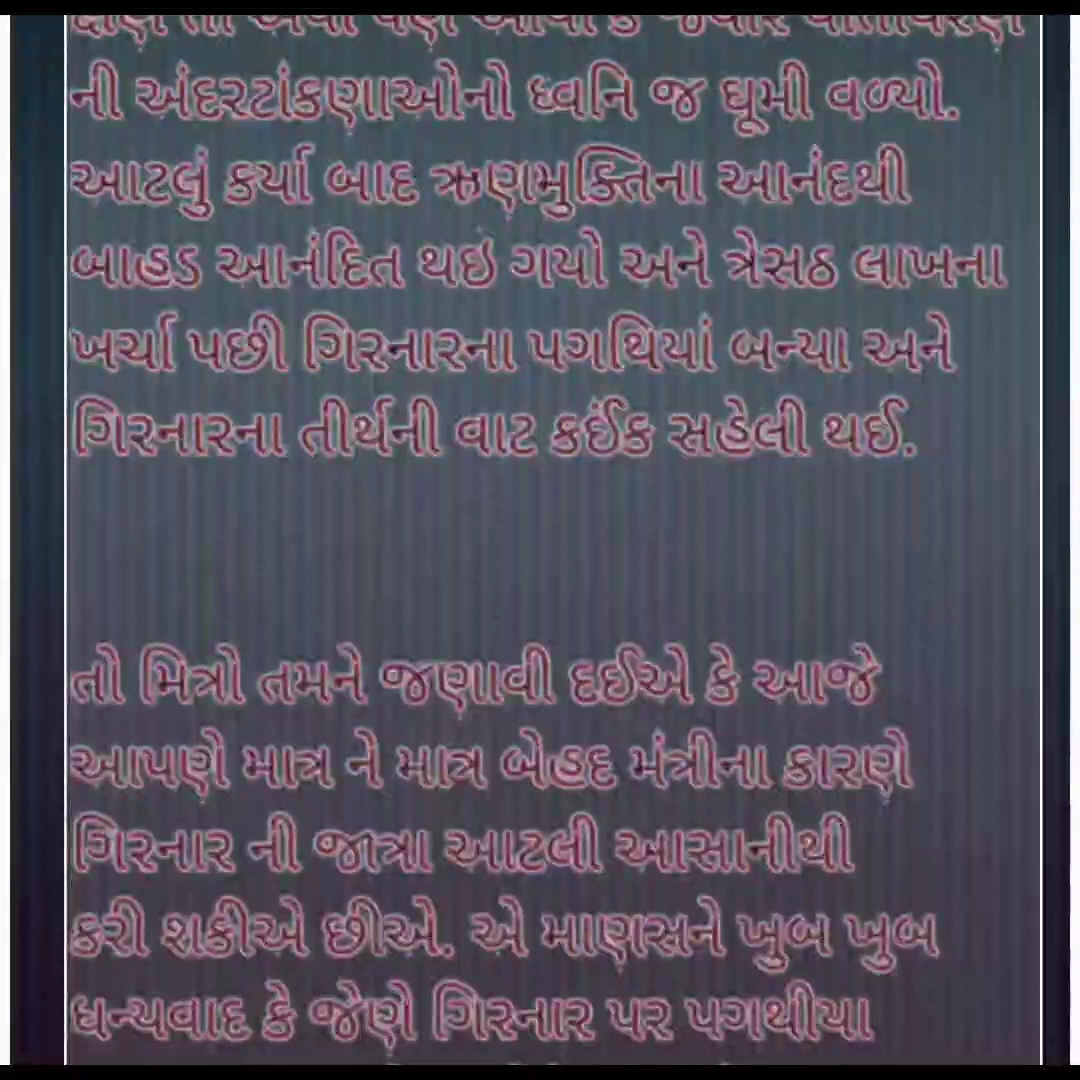 ની અંદરટાંકણાઓનો ધ્વનિ જ ઘૂમી વળ્યો.
આટલું કર્યા બાદ ઋણમુક્તિના આનંદથી
બાહડ આનંદિત થઇ ગયો અને ત્રેસઠ લાખના
ખર્ચા પછી ગિરનારના પગથિયાં બન્યા અને
ગિરનારના તીર્થની વાટ કઈંક સહેલી થઈ.
તો મિત્રો તમને જણાવી દઈએ કે આજે
આપણે માત્ર ને માત્ર બેહદ મંત્રીના કારણે
ગિરનાર ની જાત્રા આટલી આસાનીથી
કરી શકીએ છીએ. એ માણસને ખુબ ખુબ
ધન્યવાદ કે જેણે ગિરનાર પર પગથીયા